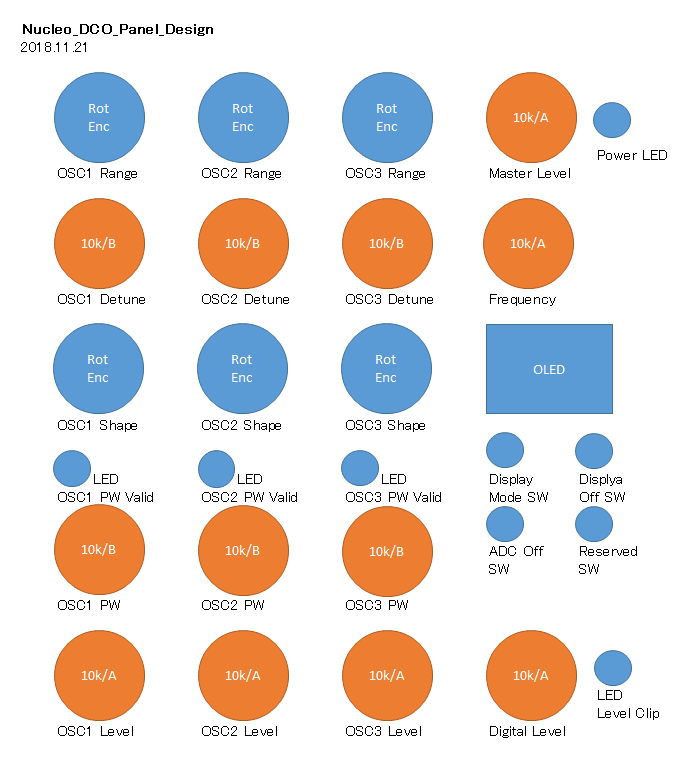 Nucleo_DCO_Panel_Design
2018.11.21
Rot
Enc
Rot
Enc
Rot
Enc
10k/A
OSC1 Range
OSC2 Range
OSC3 Range
Master Level
Power LED
10k/B
10k/B
10k/B
10k/A
OSC1 Detune
OSC2 Detune
OSC3 Detune
Frequency
Rot
Enc
Rot
Enc
Rot
Enc
OLED
OSC1 Shape
OSC2 Shape
OSC3 Shape
LED
OSC1 PW Valid
LED
OSC2 PW Valid
LED
OSC3 PW Valid
Display
Mode SW
Displya
Off SW
10k/B
10k/B
10k/B
ADC Off
SW
Reserved
SW
OSC1 PW
OSC2 PW
OSC3 PW
10k/A
10k/A
10k/A
10k/A
LED
Level Clip
OSC1 Level
OSC2 Level
OSC3 Level
Digital Level